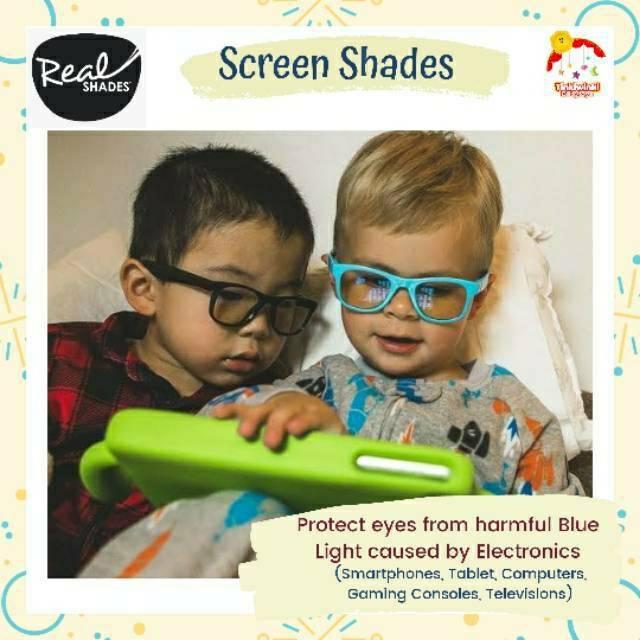 Real
SHADES
Screen Shades
Protect eyes from harmful Blue
Light caused by Electronics
(Smartphones, Tablet, Computers,
Gaming Consoles, Televisions)